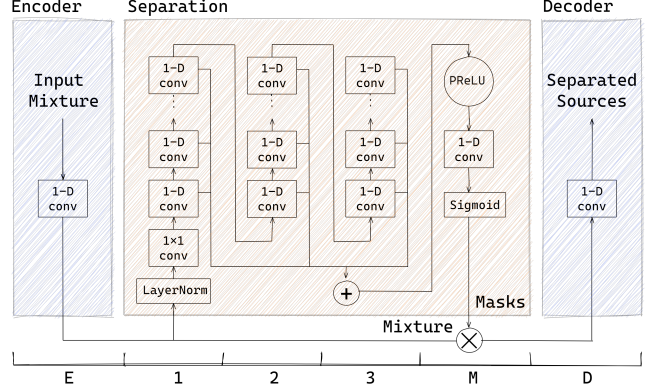 Encoder
Separation
Decoder
Input
Mixture
1-D
conv
1-D
conv
1-D
conv
1-D
conv
1×1
conv
LayerNorm
1-D
conv
1-D
conv
1-D
conv
1-D
conv
1-D
conv
1-D
conv
+
PReLU
1-D
conv
Sigmoid
Masks
Mixture
×
Separated
Sources
1-D
conv
E
1
2
3
M
D